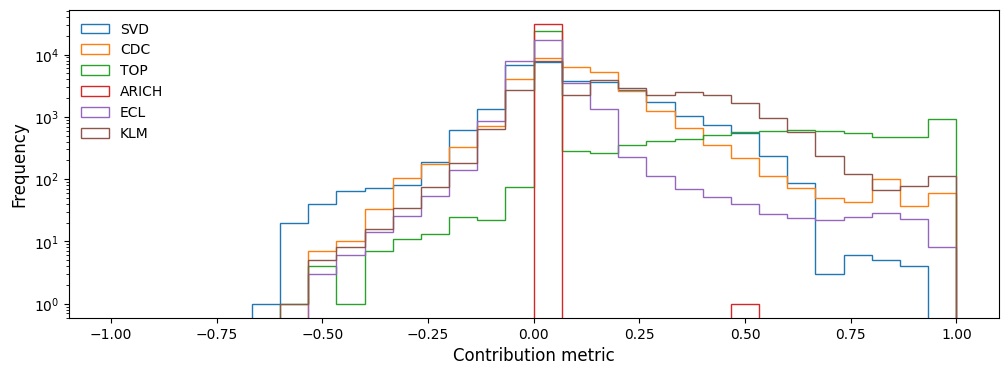 SVD
CDC
TOP
ARICH
ECL
KLM
Frequency
10⁴
10³
10²
10¹
10⁰
−1.00 −0.75 −0.50 −0.25 0.00 0.25 0.50 0.75 1.00
Contribution metric